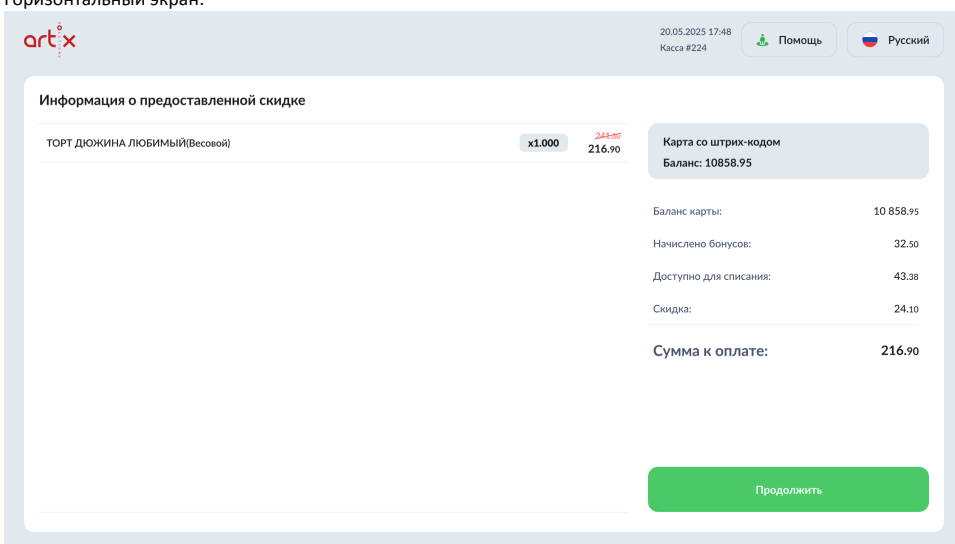 Горизонтальный экран:
artix
20.05.2025 17:48
Касса #224
Помощь
Русский
Информация о предоставленной скидке
ТОРТ ДЮЖИНА ЛЮБИМЫЙ(Весовой) x1.000 241.00
216.90
Карта со штрих-кодом
Баланс: 10858.95
Баланс карты: 10 858.95
Начислено бонусов: 32.50
Доступно для списания: 43.38
Скидка: 24.10
Сумма к оплате: 216.90
Продолжить